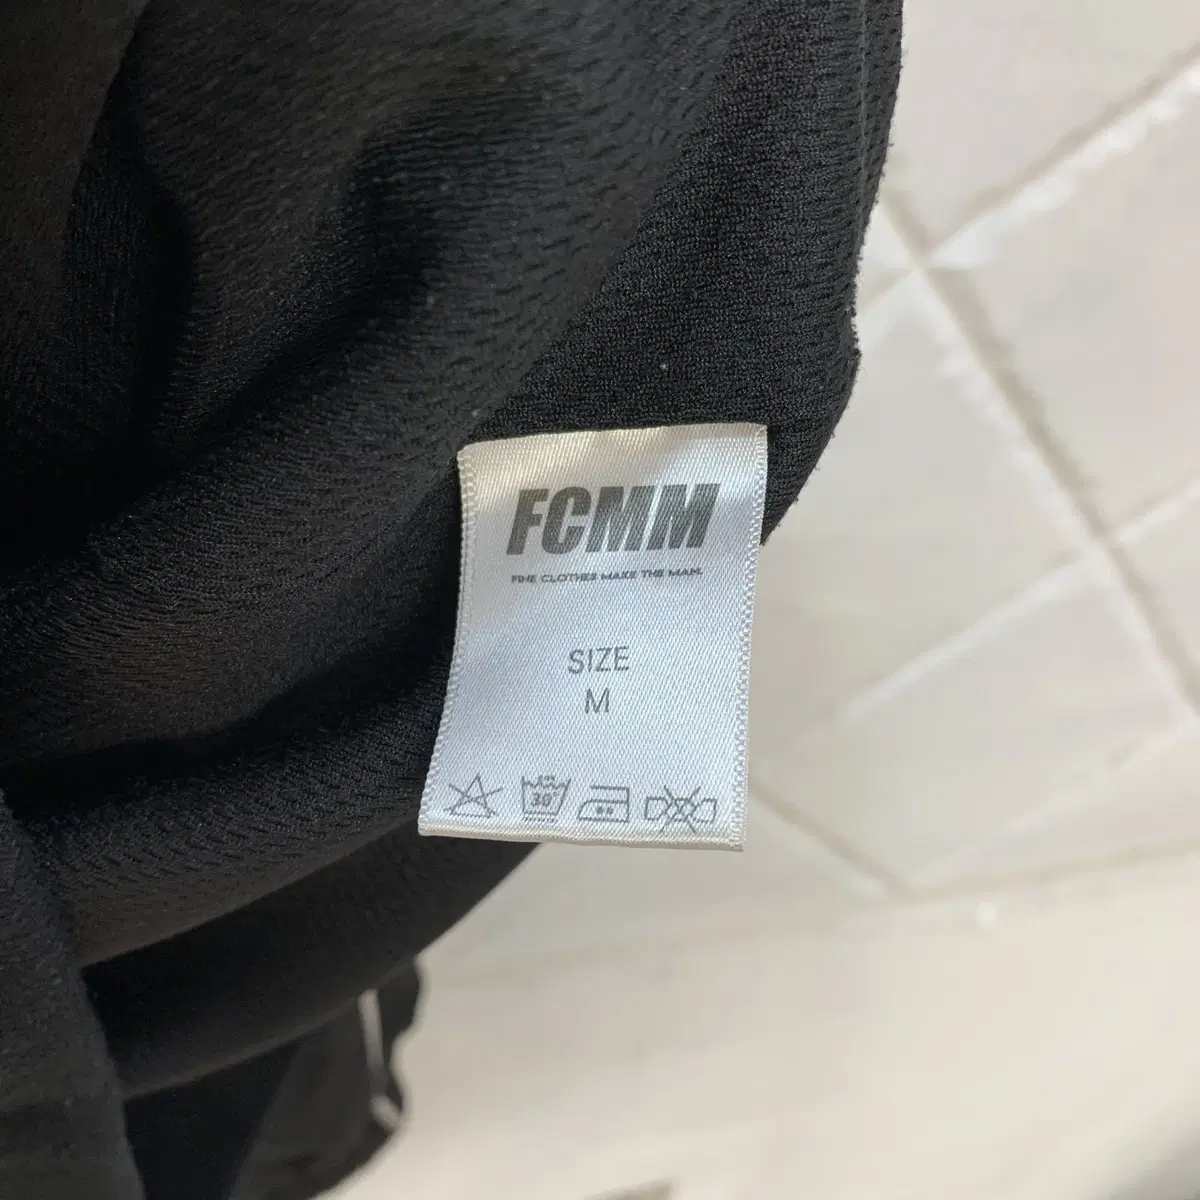 FCMM
FINE CLOTHES MAKE THE MAN.
SIZE
M
30°